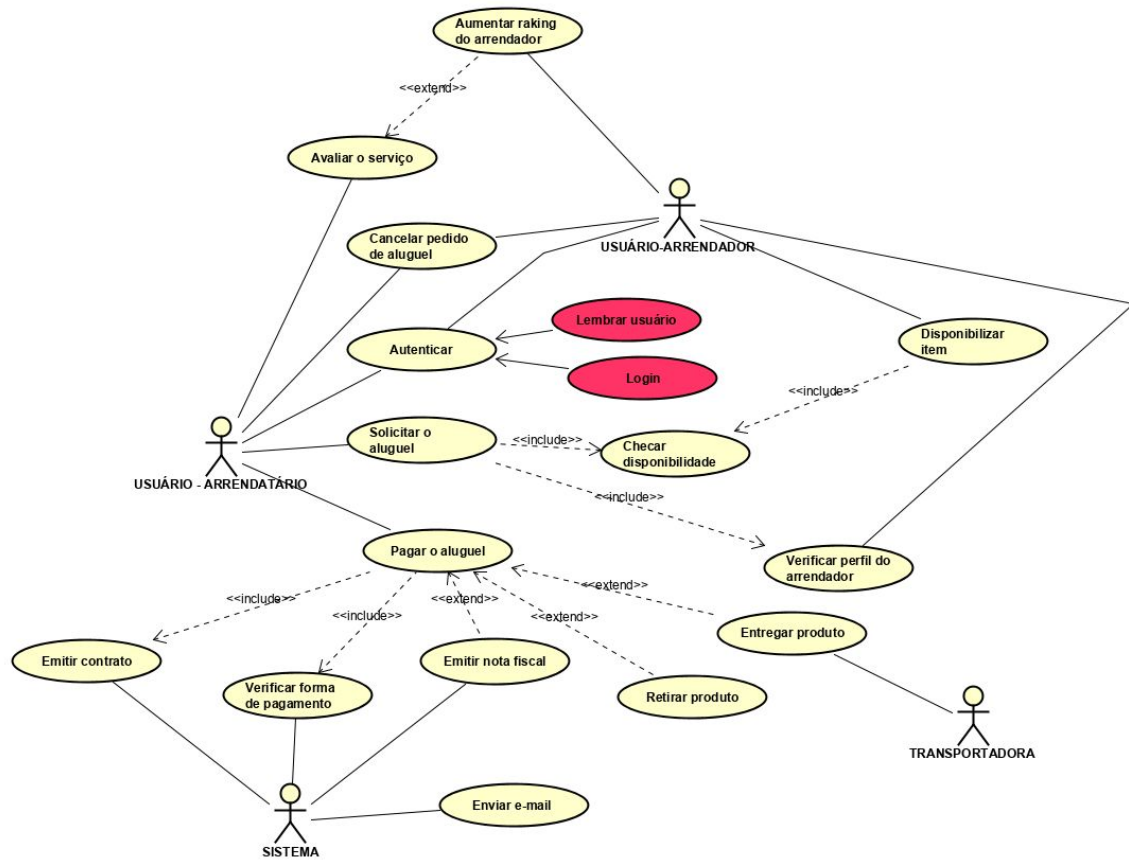 Aumentar raking
do arrendador
<<extend>>
Avaliar o serviço
USUÁRIO-ARRENDADOR
Cancelar pedido
de aluguel
Lembrar usuário
Autenticar
Disponibilizar
item
Login
<<include>>
Solicitar o
aluguel
<<include>>
Checar
disponibilidade
USUÁRIO - ARRENDATÁRIO
<<include>>
Pagar o aluguel
Verificar perfil do
arrendador
<<include>>
<<include>>
<<extend>>
<<extend>>
<<extend>>
Entregar produto
Emitir contrato
Emitir nota fiscal
Verificar forma
de pagamento
Retirar produto
TRANSPORTADORA
Enviar e-mail
SISTEMA